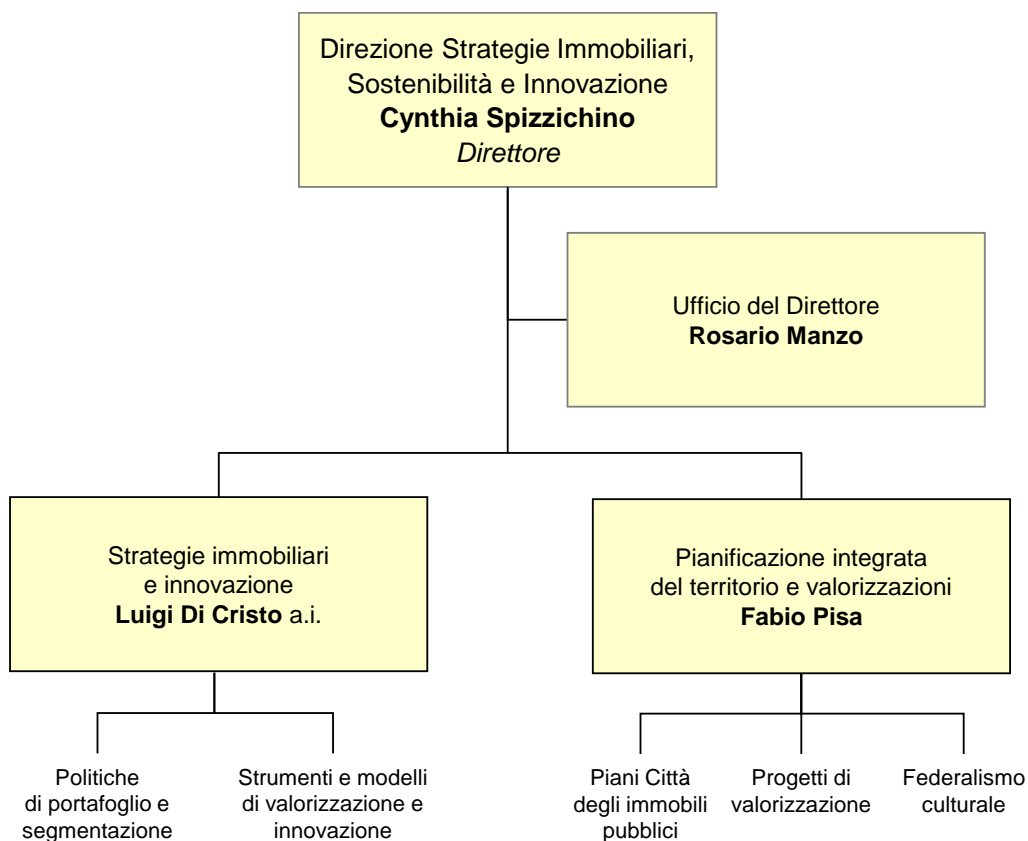 Direzione Strategie Immobiliari,
Sostenibilità e Innovazione
Cynthia Spizzichino
Direttore
Ufficio del Direttore
Rosario Manzo
Strategie immobiliari
e innovazione
Luigi Di Cristo a.i.
Pianificazione integrata
del territorio e valorizzazioni
Fabio Pisa
Politiche
di portafoglio e
segmentazione
Strumenti e modelli
di valorizzazione e
innovazione
Piani Città
degli immobili
pubblici
Progetti di
valorizzazione
Federalismo
culturale